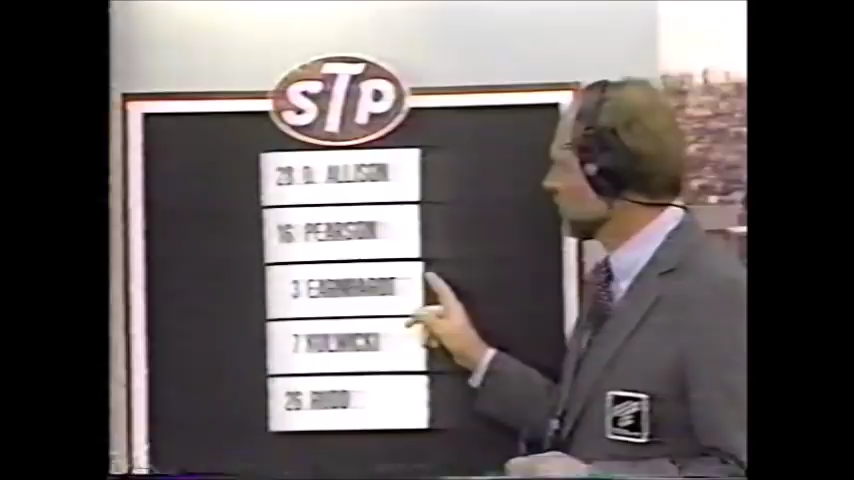 STP
28 D. ALLISON
16 PEARSON
3 EARNHARDT
7 KULWICKI
26 RUDD